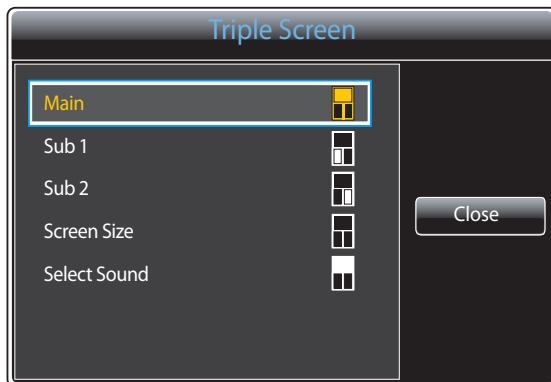 Triple Screen
Main
Sub 1
Sub 2
Screen Size
Select Sound
Close